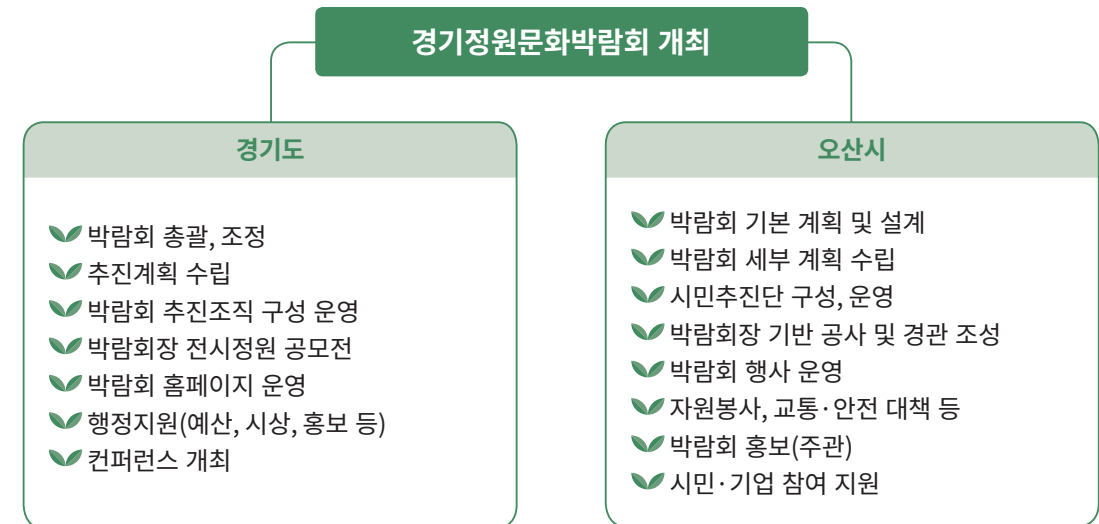 경기정원문화박람회 개최
경기도
박람회 총괄, 조정
추진계획 수립
박람회 추진조직 구성 운영
박람회장 전시정원 공모전
박람회 홈페이지 운영
행정지원(예산, 시상, 홍보 등)
컨퍼런스 개최
오산시
박람회 기본 계획 및 설계
박람회 세부 계획 수립
시민추진단 구성, 운영
박람회장 기반 공사 및 경관 조성
박람회 행사 운영
자원봉사, 교통·안전 대책 등
박람회 홍보(주관)
시민·기업 참여 지원